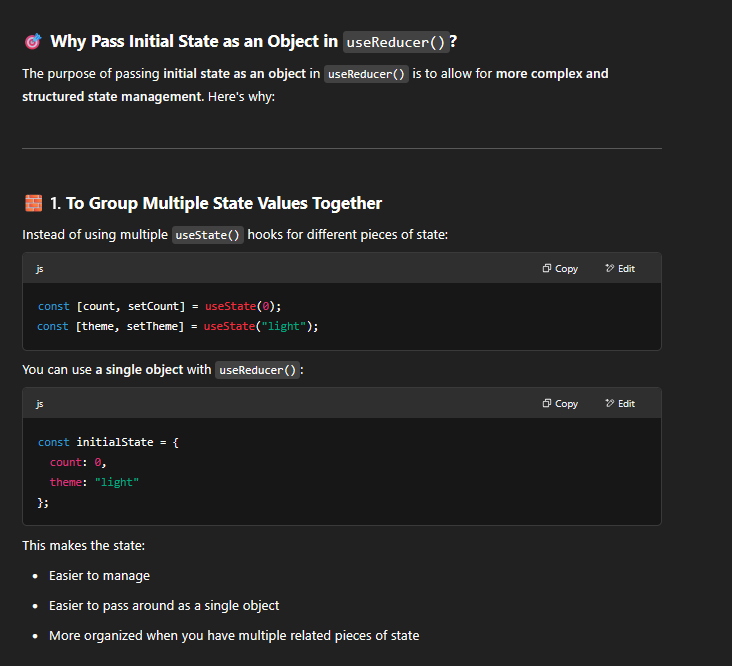 🎯 Why Pass Initial State as an Object in useReducer()?
The purpose of passing initial state as an object in useReducer() is to allow for more complex and
structured state management. Here's why:
🧱 1. To Group Multiple State Values Together
Instead of using multiple useState() hooks for different pieces of state:
js Copy Edit
const [count, setCount] = useState(0);
const [theme, setTheme] = useState("light");
You can use a single object with useReducer():
js Copy Edit
const initialState = {
  count: 0,
  theme: "light"
};
This makes the state:
• Easier to manage
• Easier to pass around as a single object
• More organized when you have multiple related pieces of state